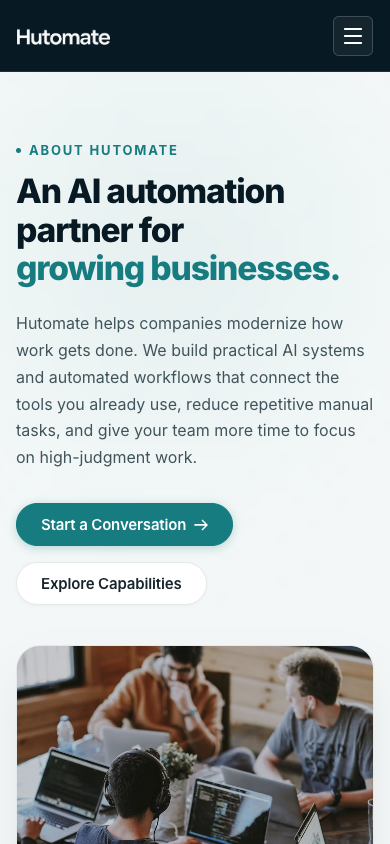 Hutomate
• ABOUT HUTOMATE
An AI automation
partner for
growing businesses.
Hutomate helps companies modernize how
work gets done. We build practical AI systems
and automated workflows that connect the
tools you already use, reduce repetitive manual
tasks, and give your team more time to focus
on high-judgment work.
Start a Conversation →
Explore Capabilities